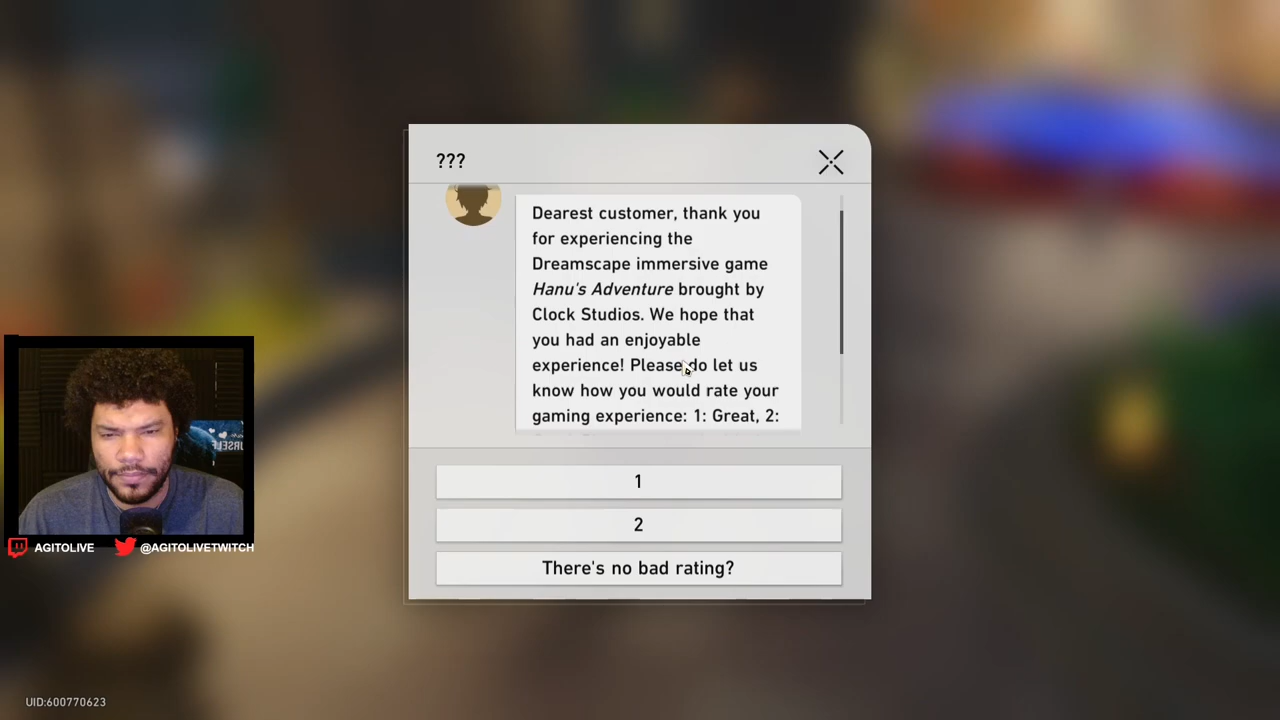 ???
Dearest customer, thank you
for experiencing the
Dreamscape immersive game
Hanu's Adventure brought by
Clock Studios. We hope that
you had an enjoyable
experience! Please do let us
know how you would rate your
gaming experience: 1: Great, 2:
1
2
There's no bad rating?
AGITOLIVE
@AGITOLIVETWITCH
UID:600770623